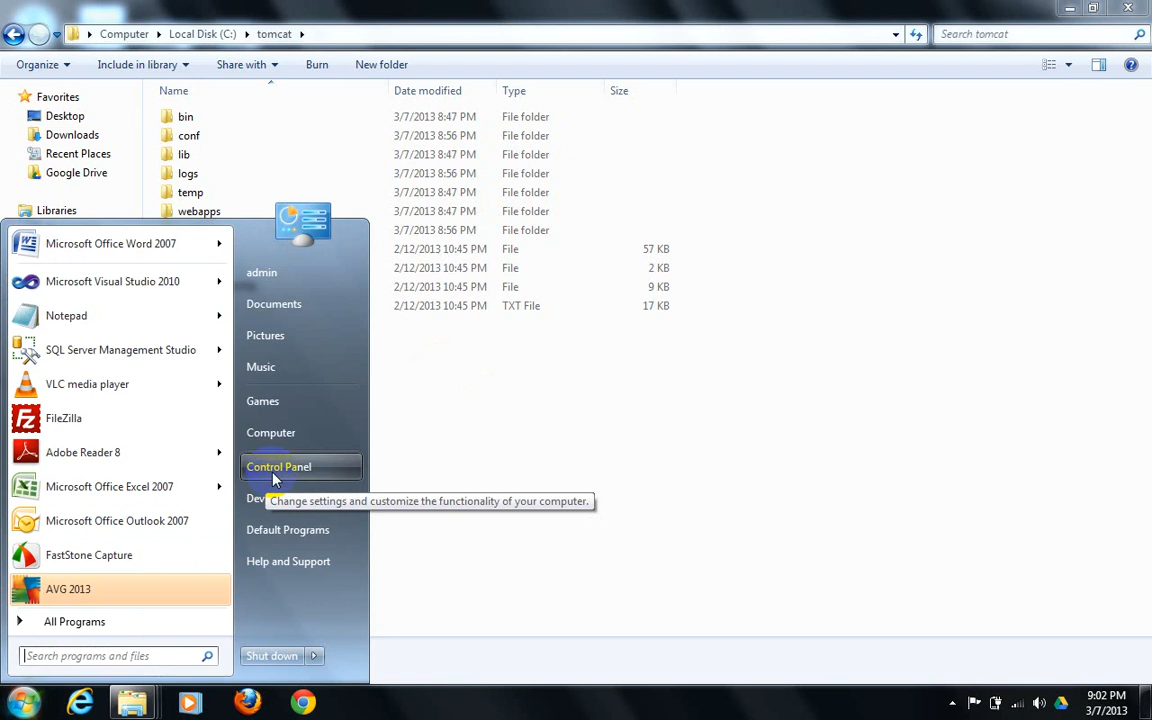 Computer Local Disk (C:) tomcat Search tomcat
Organize Include in library Share with Burn New folder
Favorites
Desktop
Downloads
Recent Places
Google Drive
Libraries
Name Date modified Type Size
bin 3/7/2013 8:47 PM File folder
conf 3/7/2013 8:56 PM File folder
lib 3/7/2013 8:47 PM File folder
logs 3/7/2013 8:56 PM File folder
temp 3/7/2013 8:47 PM File folder
webapps 3/7/2013 8:47 PM File folder
3/7/2013 8:56 PM File folder
2/12/2013 10:45 PM File 57 KB
2/12/2013 10:45 PM File 2 KB
2/12/2013 10:45 PM File 9 KB
2/12/2013 10:45 PM TXT File 17 KB
Microsoft Office Word 2007
Microsoft Visual Studio 2010
Notepad
SQL Server Management Studio
VLC media player
FileZilla
Adobe Reader 8
Microsoft Office Excel 2007
Microsoft Office Outlook 2007
FastStone Capture
AVG 2013
All Programs
Search programs and files
admin
Documents
Pictures
Music
Games
Computer
Control Panel
Change settings and customize the functionality of your computer.
Default Programs
Help and Support
Shut down
9:02 PM
3/7/2013